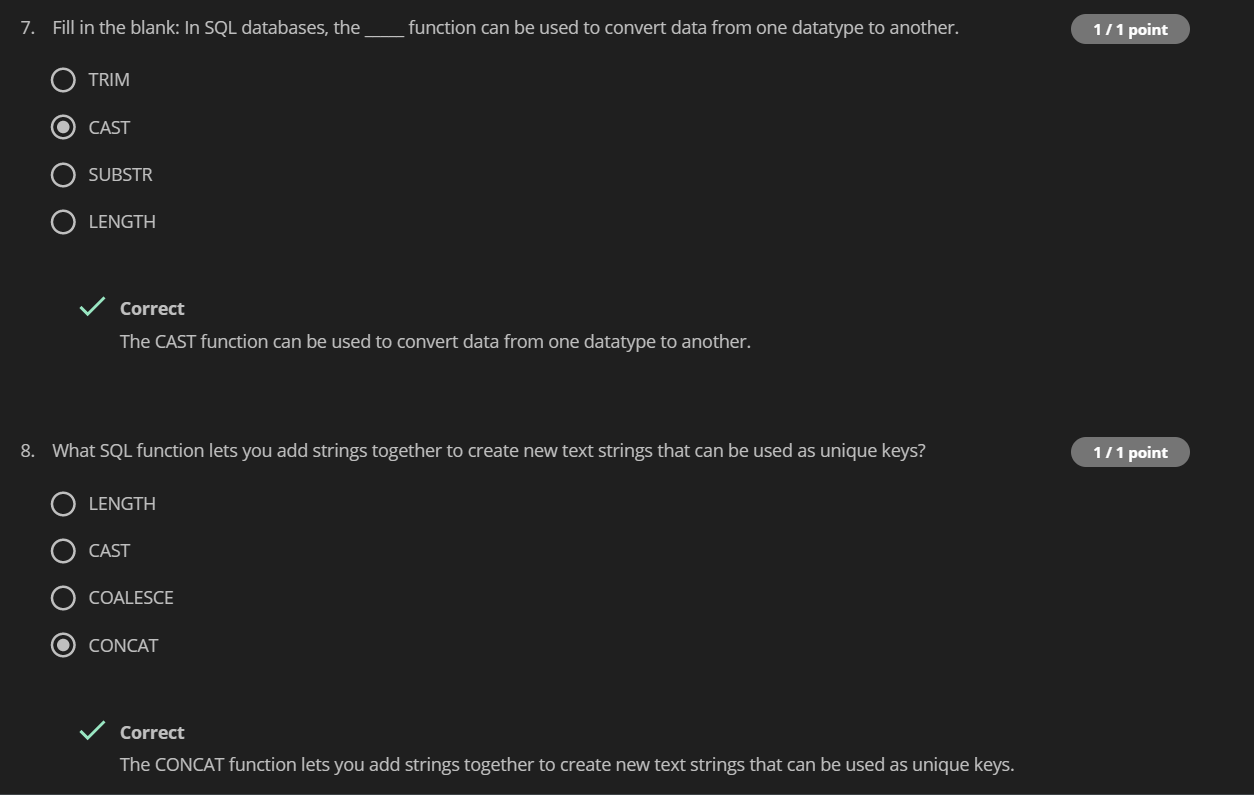 7. Fill in the blank: In SQL databases, the _____ function can be used to convert data from one datatype to another.
1 / 1 point
TRIM
CAST
SUBSTR
LENGTH
Correct
The CAST function can be used to convert data from one datatype to another.
8. What SQL function lets you add strings together to create new text strings that can be used as unique keys?
1 / 1 point
LENGTH
CAST
COALESCE
CONCAT
Correct
The CONCAT function lets you add strings together to create new text strings that can be used as unique keys.